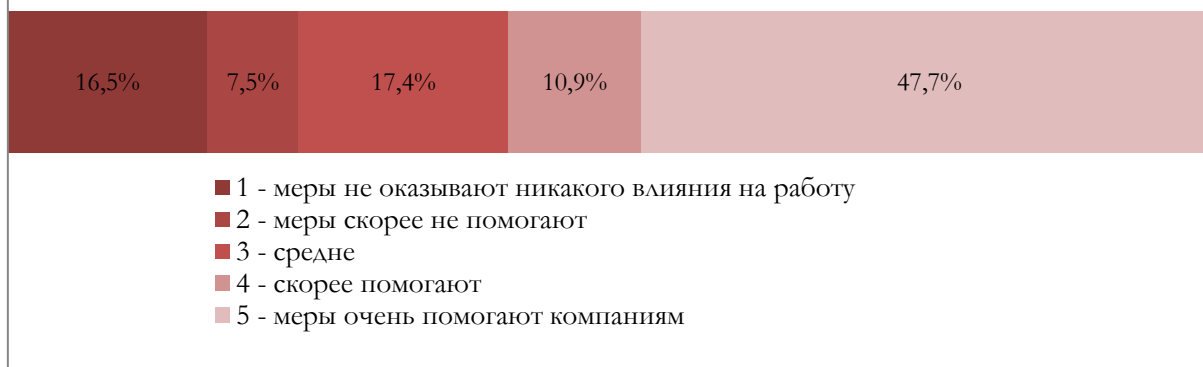 16,5% 7,5% 17,4% 10,9% 47,7%
1 - меры не оказывают никакого влияния на работу
2 - меры скорее не помогают
3 - средне
4 - скорее помогают
5 - меры очень помогают компаниям